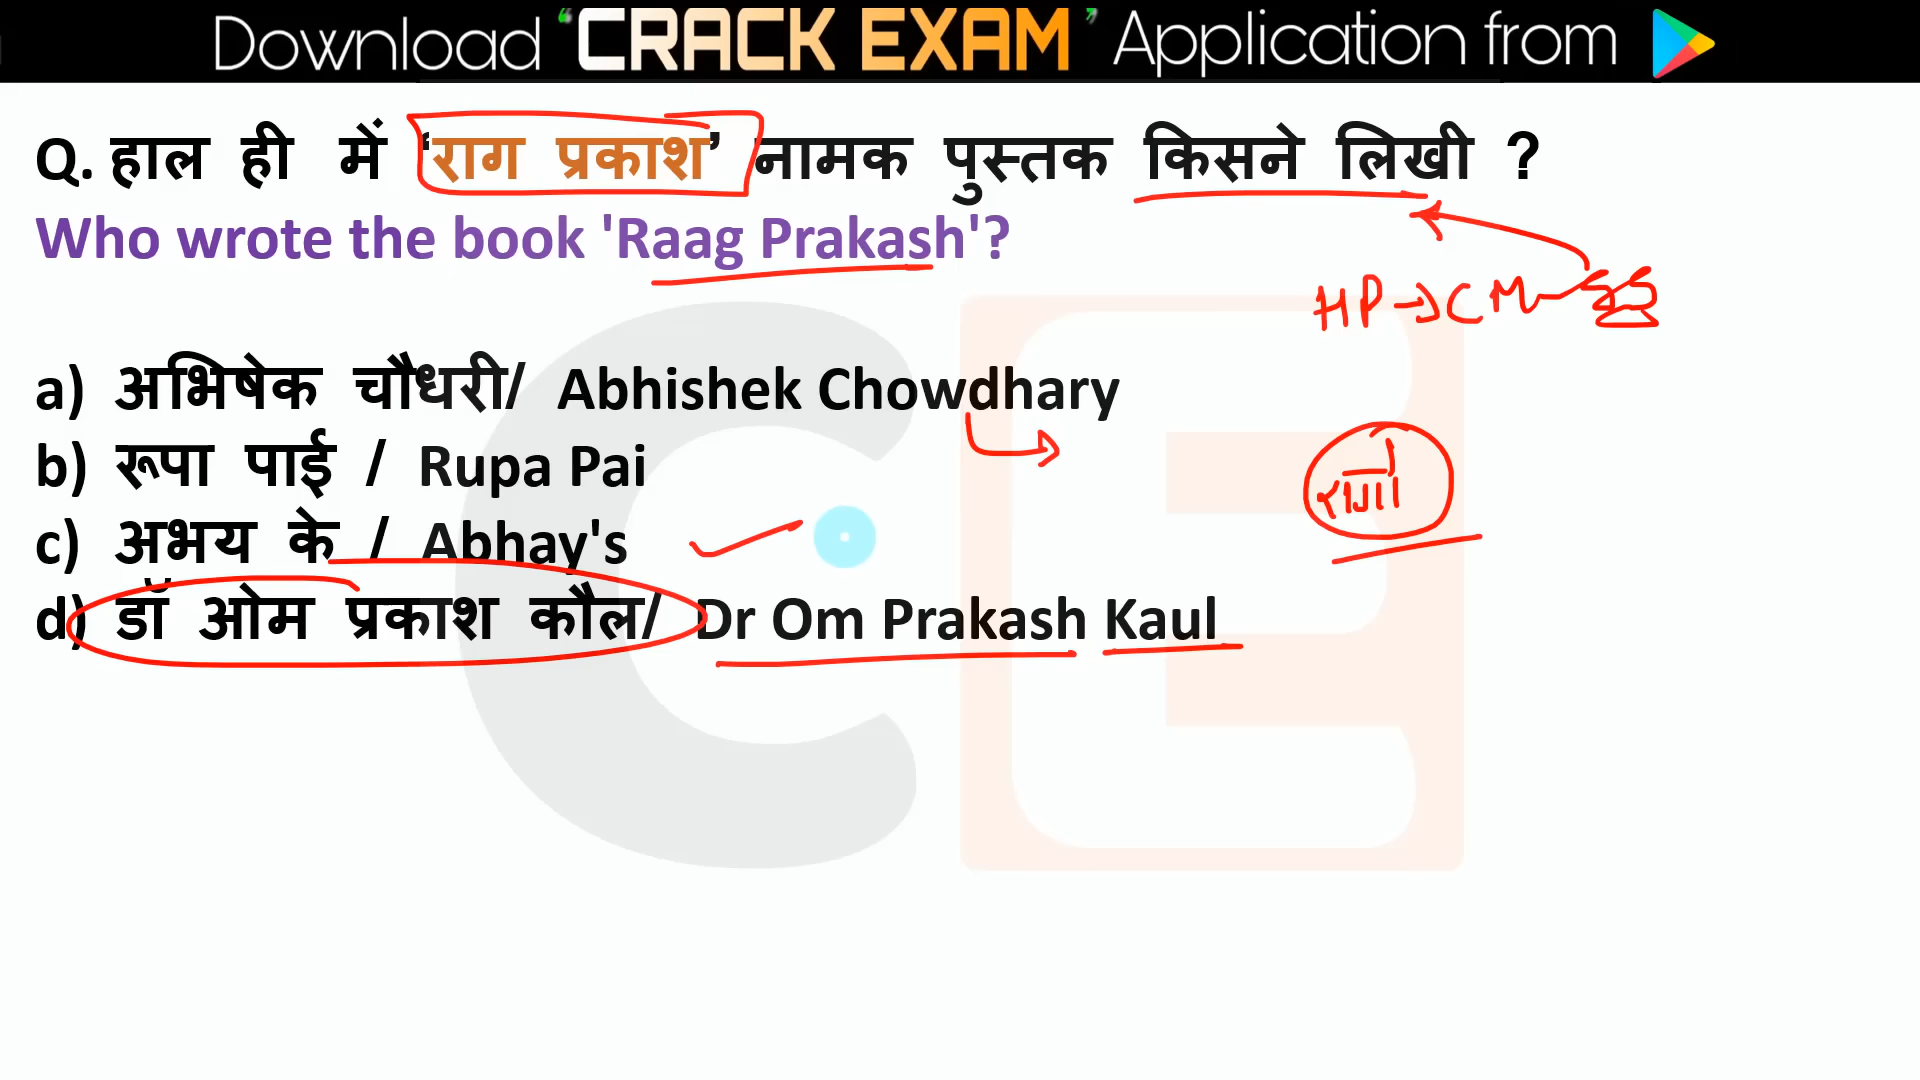 Download ‘CRACK EXAM’ Application from
Q. हाल ही में ‘राग प्रकाश’ नामक पुस्तक किसने लिखी ?
Who wrote the book 'Raag Prakash'?
HP → CM
a) अभिषेक चौधरी/ Abhishek Chowdhary
b) रूपा पाई / Rupa Pai
c) अभय के / Abhay's
d) डॉ ओम प्रकाश कौल/ Dr Om Prakash Kaul
CE